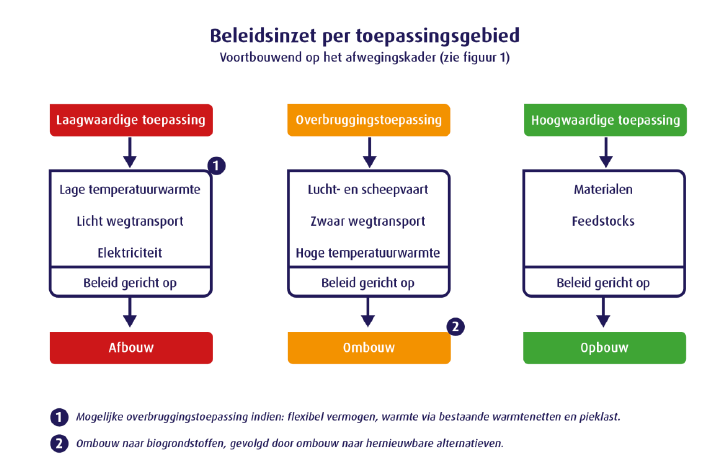 Beleidsinzet per toepassingsgebied
Voortbouwend op het afwegingskader (zie figuur 1)
Laagwaardige toepassing
Overbruggingstoepassing
Hoogwaardige toepassing
1
Lage temperatuurwarmte
Licht wegtransport
Elektriciteit
Beleid gericht op
Lucht- en scheepvaart
Zwaar wegtransport
Hoge temperatuurwarmte
Beleid gericht op
Materialen
Feedstocks
Beleid gericht op
Afbouw
2
Ombouw
Opbouw
1 Mogelijke overbruggingstoepassing indien: flexibel vermogen, warmte via bestaande warmtenetten en pieklast.
2 Ombouw naar biogrondstoffen, gevolgd door ombouw naar hernieuwbare alternatieven.